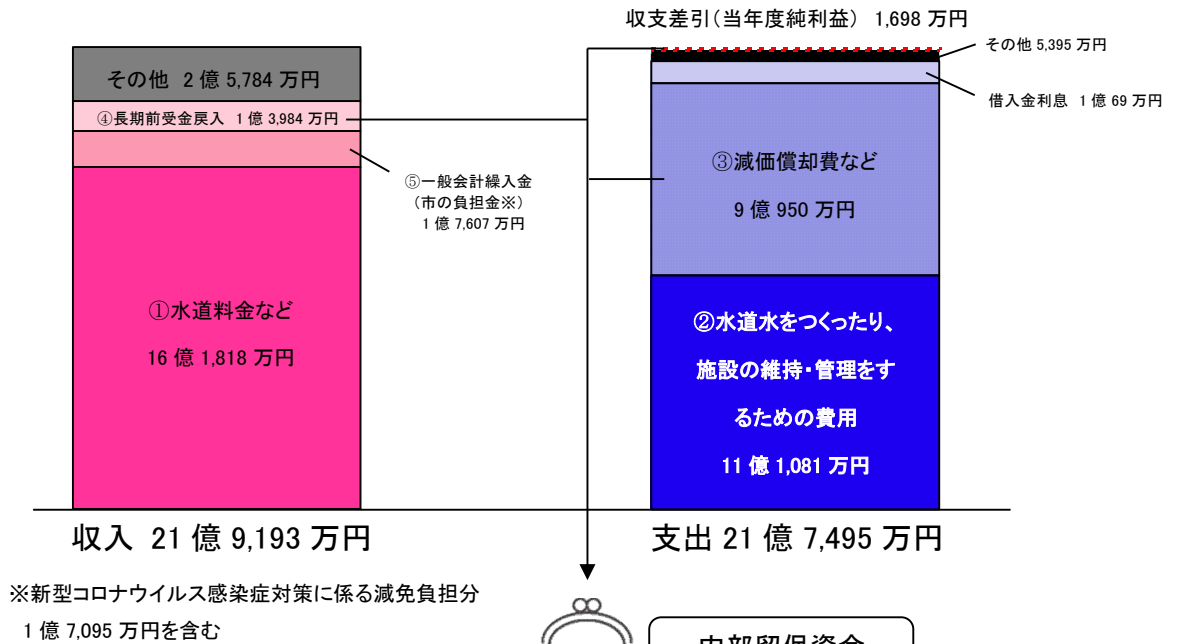 収支差引(当年度純利益) 1,698 万円
その他 5,395 万円
その他 2 億 5,784 万円
借入金利息 1 億 69 万円
④長期前受金戻入 1 億 3,984 万円
⑤一般会計繰入金
(市の負担金※)
1 億 7,607 万円
③減価償却費など
9 億 950 万円
①水道料金など
16 億 1,818 万円
②水道水をつくったり、
施設の維持・管理をす
るための費用
11 億 1,081 万円
収入 21 億 9,193 万円
支出 21 億 7,495 万円
※新型コロナウイルス感染症対策に係る減免負担分
1 億 7,095 万円を含む
内部留保資金